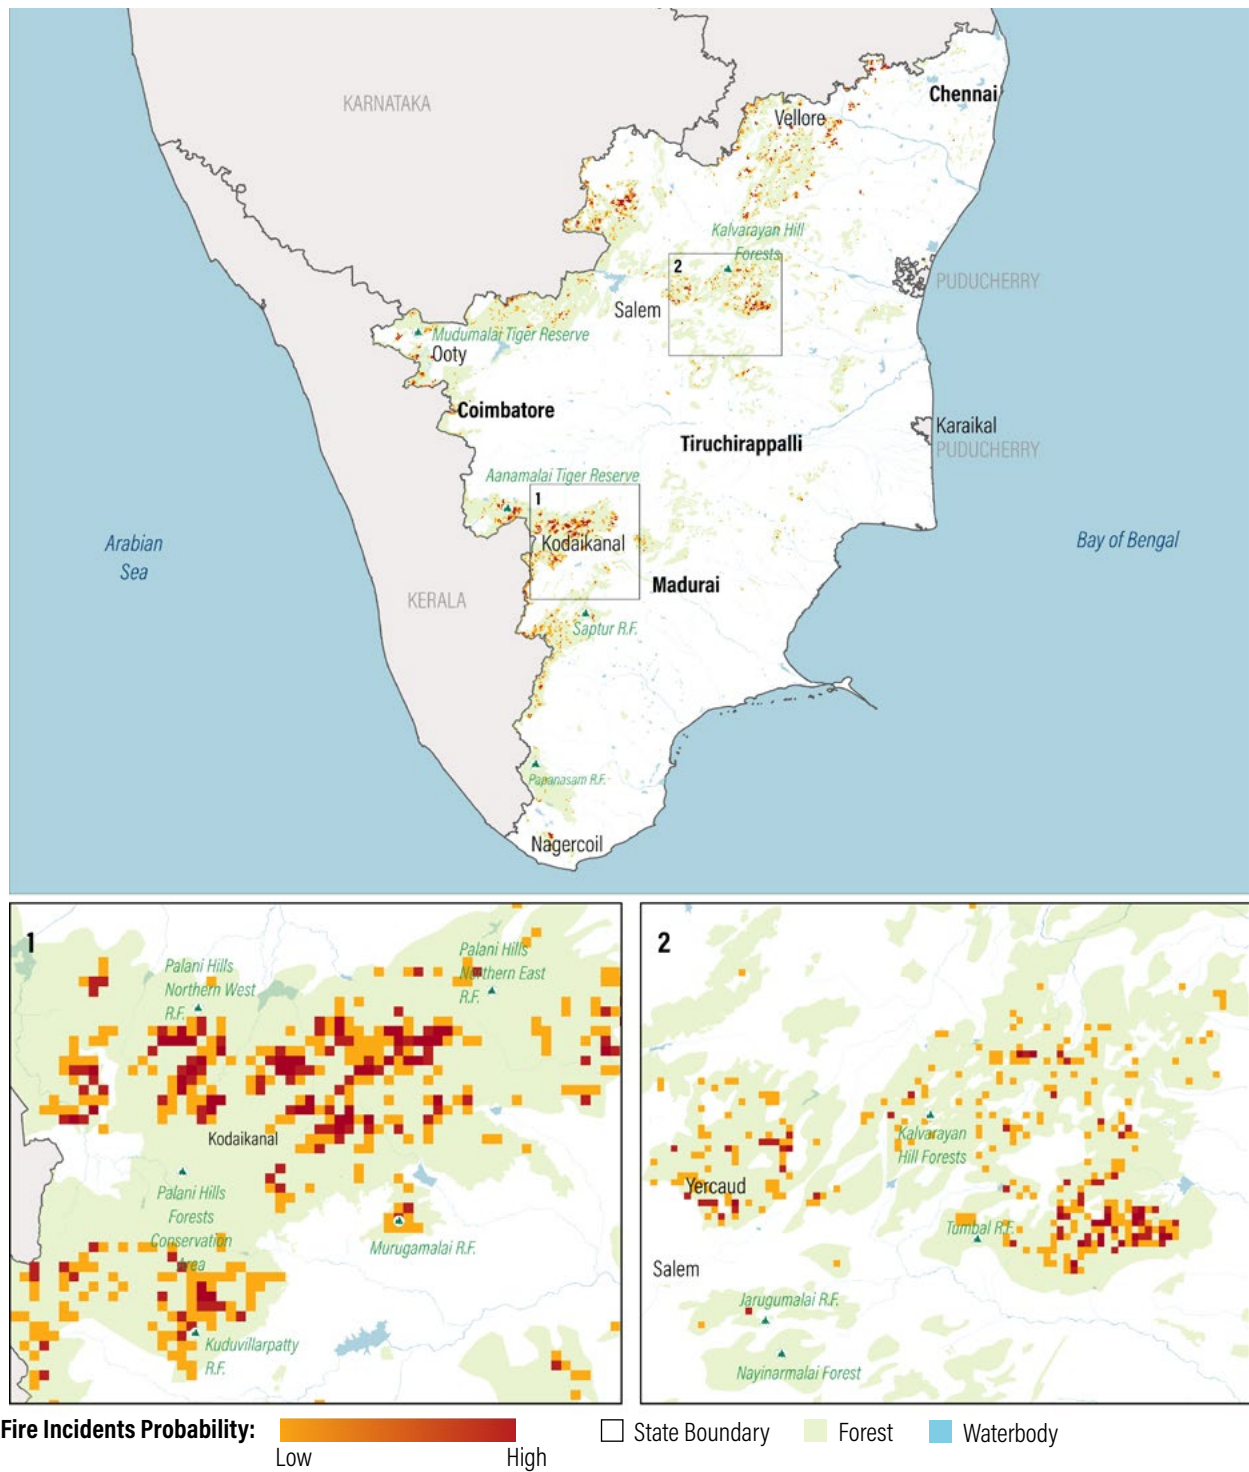 KARNATAKA
Chennai
Vellore
Kalvarayan Hill
Forests
2
PUDUCHERRY
Salem
Mudumalai Tiger Reserve
Ooty
Coimbatore
Karaikal
PUDUCHERRY
Tiruchirappalli
Aanamalai Tiger Reserve
1
Arabian
Sea
Kodaikanal
Bay of Bengal
Madurai
KERALA
Saptur R.F.
Papanasam R.F.
Nagercoil
1
Palani Hills
Northern West
R.F.
Palani Hills
Northern East
R.F.
Kodaikanal
Palani Hills
Forests
Conservation
Area
Murugamalai R.F.
Kuduvillarpatty
R.F.
2
Kalvarayan
Hill Forests
Yercaud
Tumbal R.F.
Salem
Jarugumalai R.F.
Nayinarmalai Forest
Fire Incidents Probability:
Low
High
State Boundary
Forest
Waterbody